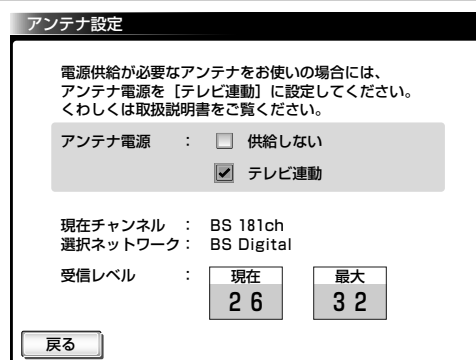 アンテナ設定
電源供給が必要なアンテナをお使いの場合には、
アンテナ電源を［テレビ連動］に設定してください。
くわしくは取扱説明書をご覧ください。
アンテナ電源 ： 供給しない
テレビ連動
現在チャンネル ： BS 181ch
選択ネットワーク： BS Digital
受信レベル ： 現在 最大
26 32
戻る